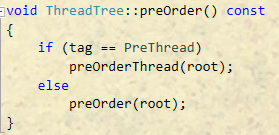 void ThreadTree::preOrder() const
{
    if (tag == PreThread)
        preOrderThread(root);
    else
        preOrder(root);
}